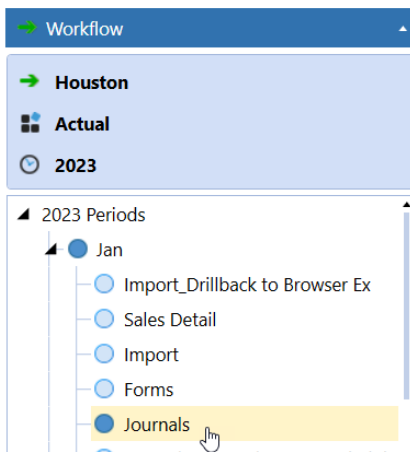 Workflow
Houston
Actual
2023
2023 Periods
Jan
Import_Drillback to Browser Ex
Sales Detail
Import
Forms
Journals